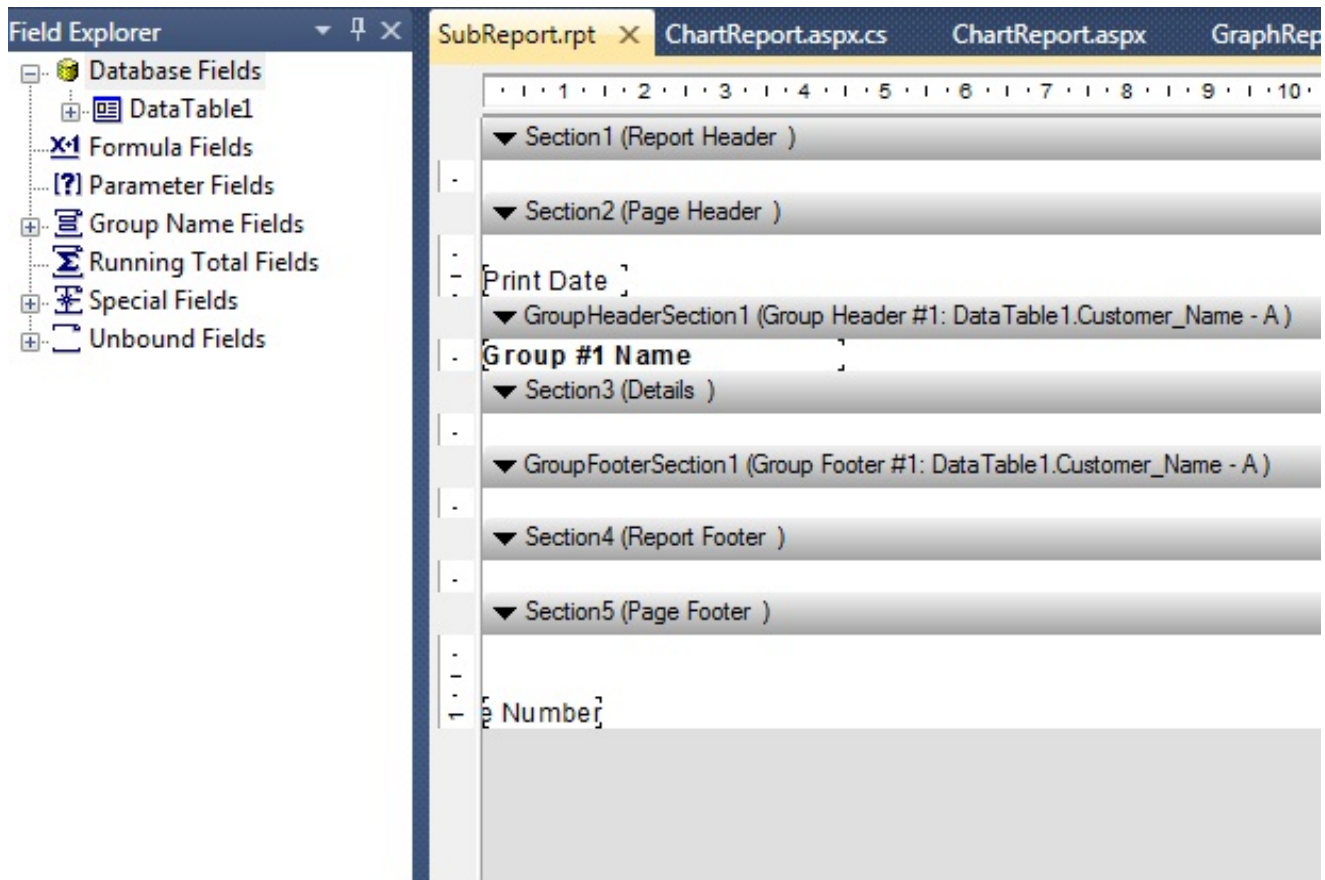 Field Explorer
Database Fields
DataTable1
Formula Fields
Parameter Fields
Group Name Fields
Running Total Fields
Special Fields
Unbound Fields
SubReport.rpt ChartReport.aspx.cs ChartReport.aspx GraphRep
1 2 3 4 5 6 7 8 9 10
Section1 (Report Header )
Section2 (Page Header )
Print Date
GroupHeaderSection1 (Group Header #1: DataTable1.Customer_Name - A )
Group #1 Name
Section3 (Details )
GroupFooterSection1 (Group Footer #1: DataTable1.Customer_Name - A )
Section4 (Report Footer )
Section5 (Page Footer )
1
e Number